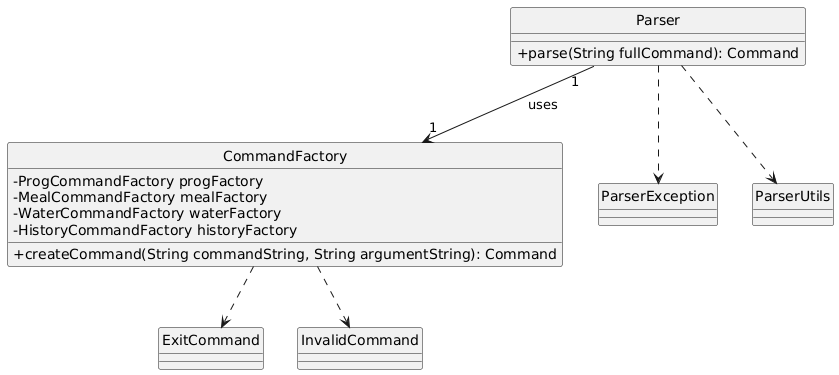 Parser
+parse(String fullCommand): Command
1
uses
1
CommandFactory
-ProgCommandFactory progFactory
-MealCommandFactory mealFactory
-WaterCommandFactory waterFactory
-HistoryCommandFactory historyFactory
+createCommand(String commandString, String argumentString): Command
ParserException
ParserUtils
ExitCommand
InvalidCommand